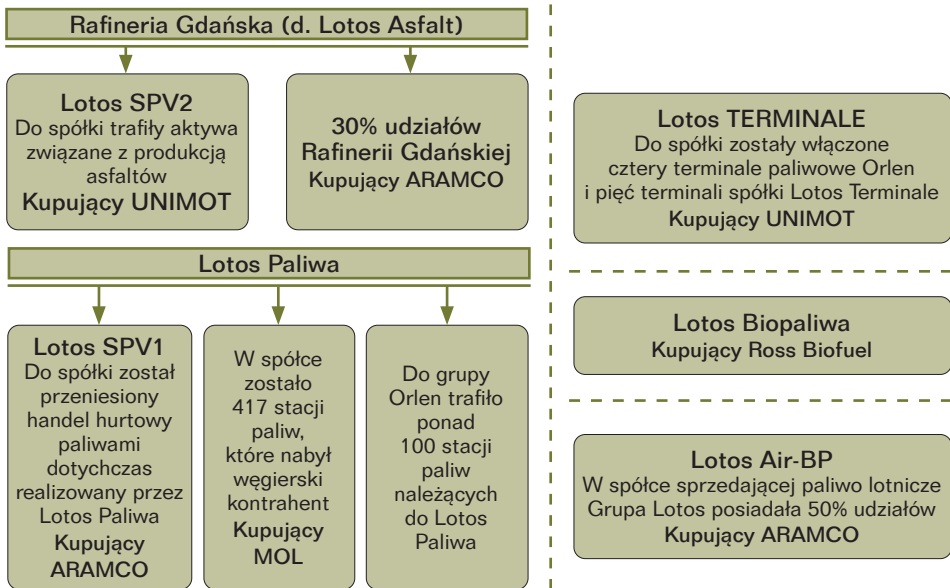 Rafineria Gdańska (d. Lotos Asfalt)
Lotos SPV2
Do spółki trafiły aktywa
związane z produkcją
asfaltów
Kupujący UNIMOT
30% udziałów
Rafinerii Gdańskiej
Kupujący ARAMCO
Lotos Paliwa
Lotos SPV1
Do spółki został
przeniesiony
handel hurtowy
paliwami
dotychczas
realizowany przez
Lotos Paliwa
Kupujący
ARAMCO
W spółce
zostało
417 stacji
paliw,
które nabył
węgierski
kontrahent
Kupujący
MOL
Do grupy
Orlen trafiło
ponad
100 stacji
paliw
należących
do Lotos
Paliwa
Lotos TERMINALE
Do spółki zostały włączone
cztery terminale paliwowe Orlen
i pięć terminali spółki Lotos Terminale
Kupujący UNIMOT
Lotos Biopaliwa
Kupujący Ross Biofuel
Lotos Air-BP
W spółce sprzedającej paliwo lotnicze
Grupa Lotos posiadała 50% udziałów
Kupujący ARAMCO